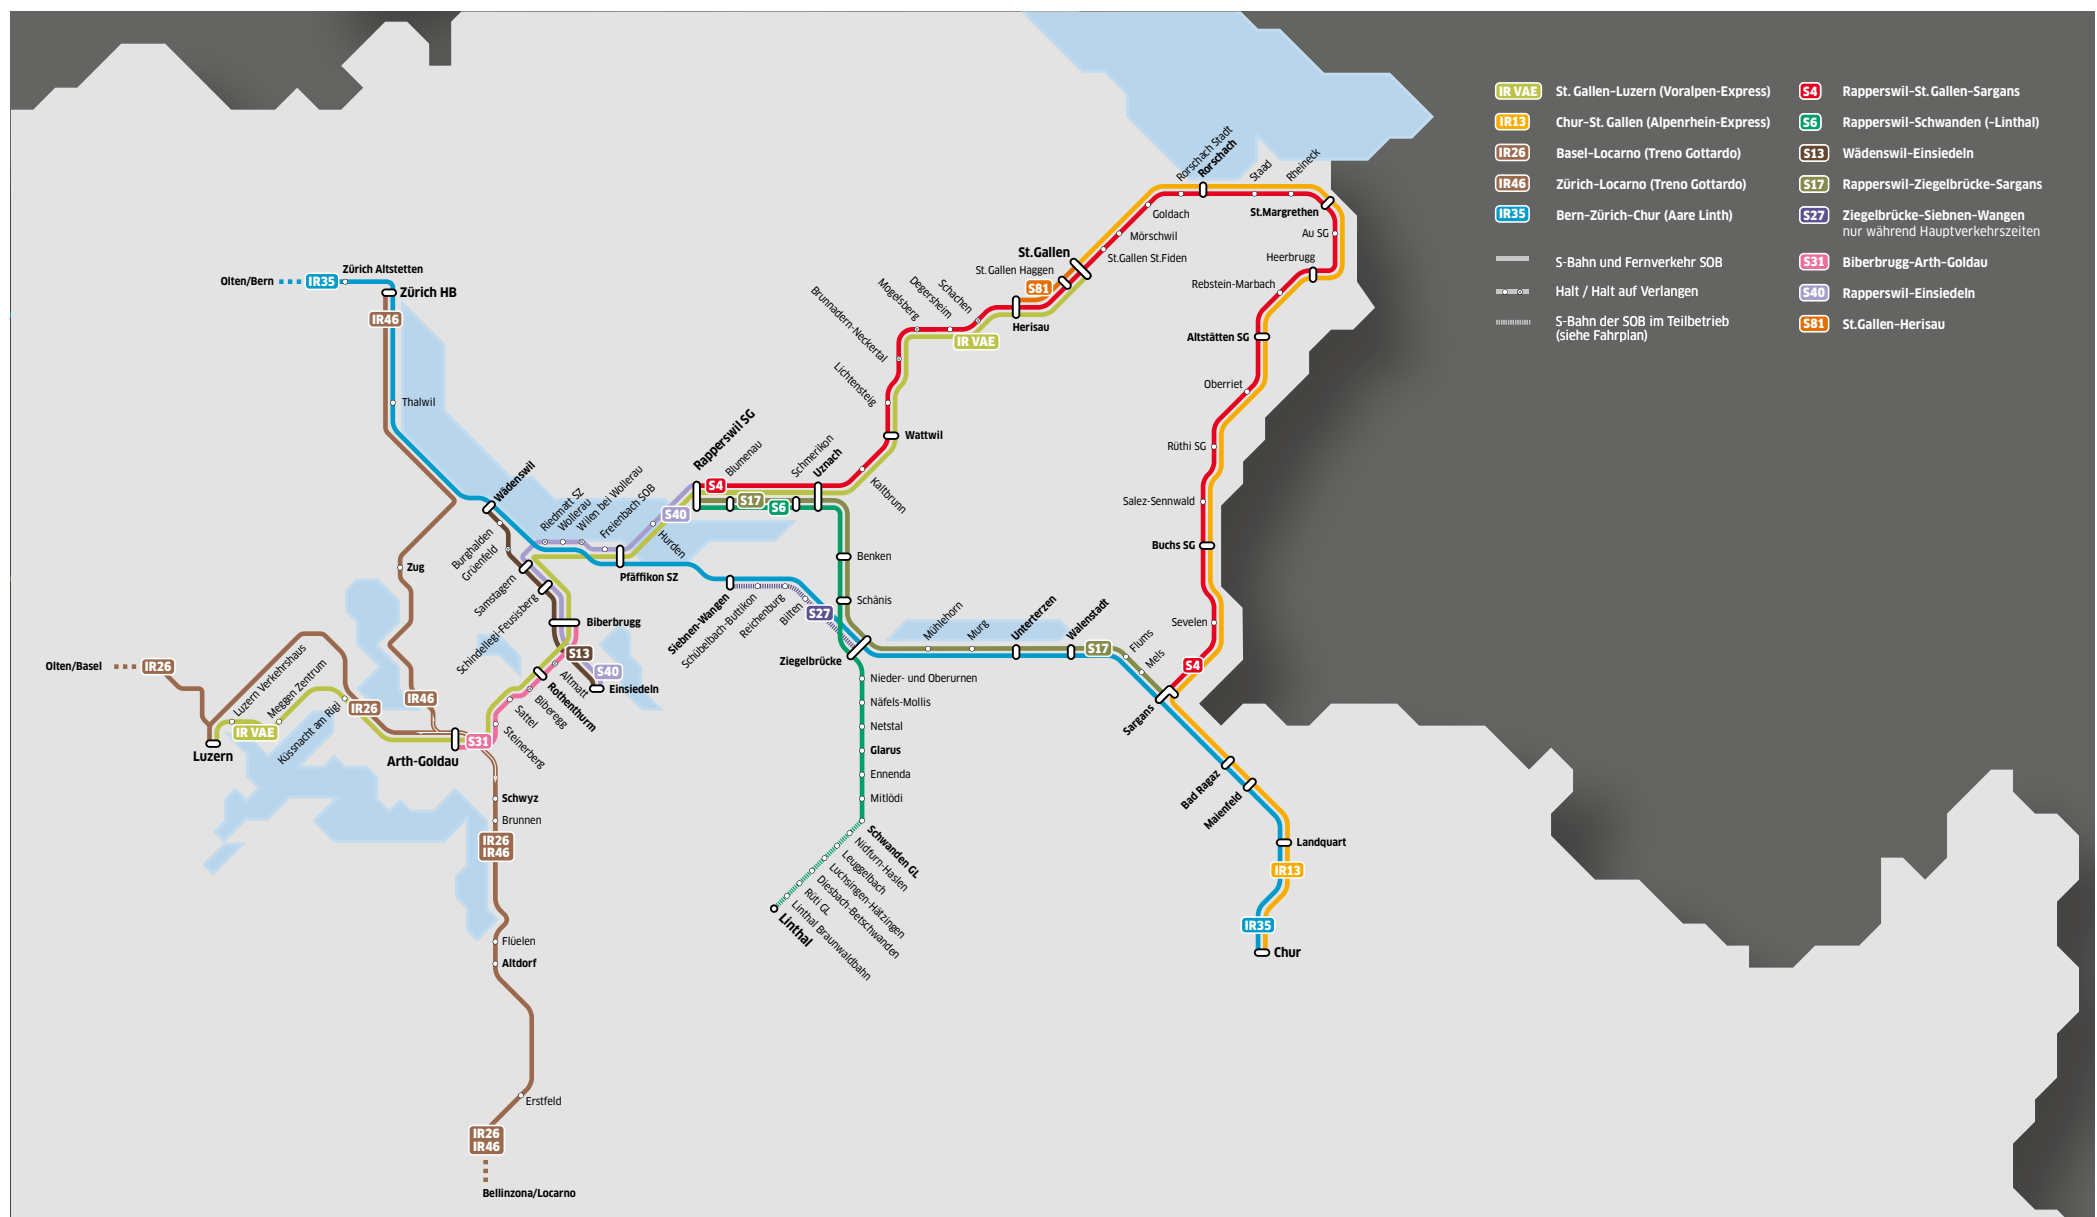 IR VAE St. Gallen–Luzern (Voralpen-Express)
IR13 Chur–St. Gallen (Alpenrhein-Express)
IR26 Basel–Locarno (Treno Gottardo)
IR46 Zürich–Locarno (Treno Gottardo)
IR35 Bern–Zürich–Chur (Aare Linth)
S-Bahn und Fernverkehr SOB
Halt / Halt auf Verlangen
S-Bahn der SOB im Teilbetrieb
(siehe Fahrplan)
S4 Rapperswil–St. Gallen–Sargans
S6 Rapperswil–Schwanden (–Linthal)
S13 Wädenswil–Einsiedeln
S17 Rapperswil–Ziegelbrücke–Sargans
S27 Ziegelbrücke–Siebnen-Wangen
nur während Hauptverkehrszeiten
S31 Biberbrugg–Arth-Goldau
S40 Rapperswil–Einsiedeln
S81 St.Gallen–Herisau
Rorschach Stadt
Rorschach
Staad
Rheineck
Goldach
St.Margrethen
Mörschwil
Au SG
St.Gallen
St.Gallen St.Fiden
Heerbrugg
St.Gallen Haggen
S81
Rebstein-Marbach
Herisau
Schachen
Degersheim
Mogelsberg
Brunnadern-Neckertal
IR VAE
Altstätten SG
Lichtensteig
Oberriet
Wattwil
Rüthi SG
Kaltbrunn
Salez-Sennwald
Buchs SG
Sevelen
S4
Olten/Bern
IR35
Zürich Altstetten
Zürich HB
IR46
Thalwil
Wädenswil
Rapperswil SG
S4
Blumenau
S17
S6
Schmerikon
Uznach
S40
Riedmatt SZ
Wollerau
Wilen bei Wollerau
Freienbach SOB
Hurden
Burghalden
Grüenfeld
Samstagern
Schindellegi-Feusisberg
Pfäffikon SZ
Zug
Benken
Schänis
Siebnen-Wangen
Schübelbach-Buttikon
Reichenburg
Bilten
S27
Biberbrugg
S13
S40
Einsiedeln
Altmatt
Rothenthurm
Biberegg
Sattel
Steinerberg
Ziegelbrücke
Mühlehorn
Murg
Unterterzen
Walenstadt
S17
Flums
Mels
Sargans
Olten/Basel
IR26
Luzern Verkehrshaus
Meggen Zentrum
Küssnacht am Rigi
IR26
IR46
IR VAE
Luzern
Arth-Goldau
S31
Nieder- und Oberurnen
Näfels-Mollis
Netstal
Glarus
Ennenda
Mitlödi
Schwanden GL
Nidfurn-Haslen
Leuggelbach
Luchsingen-Hätzingen
Diesbach-Betschwanden
Rüti GL
Linthal Braunwaldbahn
Linthal
Bad Ragaz
Maienfeld
Landquart
IR13
IR35
Chur
Schwyz
Brunnen
IR26
IR46
Flüelen
Altdorf
Erstfeld
IR26
IR46
Bellinzona/Locarno